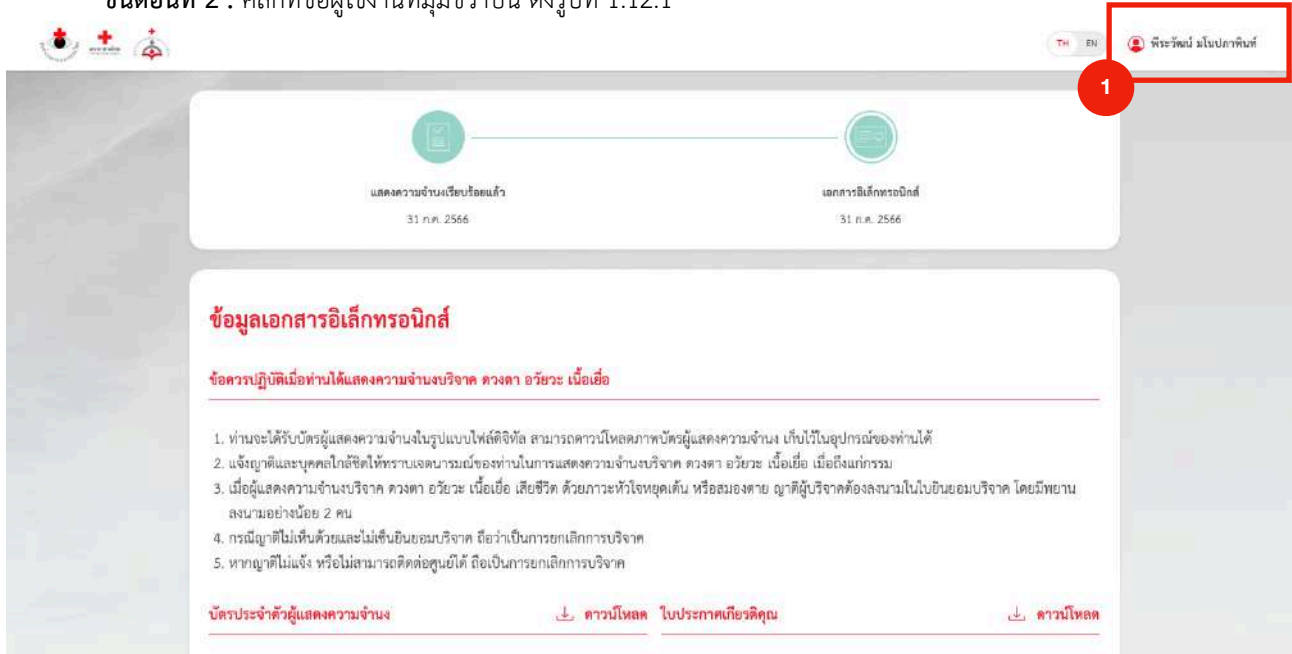 ขั้นตอนที่ 2 : คลิกที่ชื่อผู้ใช้งานที่มุมขวาบน ดังรูปที่ 1.12.1
TH EN พีระวัฒน์ มโนปภาพินท์
1
แสดงความจำนงเรียบร้อยแล้ว เอกสารอิเล็กทรอนิกส์
31 ก.ค. 2566 31 ก.ค. 2566
ข้อมูลเอกสารอิเล็กทรอนิกส์
ข้อควรปฏิบัติเมื่อท่านได้แสดงความจำนงบริจาค ดวงตา อวัยวะ เนื้อเยื่อ
1. ท่านจะได้รับบัตรผู้แสดงความจำนงในรูปแบบไฟล์ดิจิทัล สามารถดาวน์โหลดภาพบัตรผู้แสดงความจำนง เก็บไว้ในอุปกรณ์ของท่านได้
2. แจ้งญาติและบุคคลใกล้ชิดให้ทราบเจตนารมณ์ของท่านในการแสดงความจำนงบริจาค ดวงตา อวัยวะ เนื้อเยื่อ เมื่อถึงแก่กรรม
3. เมื่อผู้แสดงความจำนงบริจาค ดวงตา อวัยวะ เนื้อเยื่อ เสียชีวิต ด้วยภาวะหัวใจหยุดเต้น หรือสมองตาย ญาติผู้บริจาคต้องลงนามในใบยินยอมบริจาค โดยมีพยาน
ลงนามอย่างน้อย 2 คน
4. กรณีญาติไม่เห็นด้วยและไม่เซ็นยินยอมบริจาค ถือว่าเป็นการยกเลิกการบริจาค
5. หากญาติไม่แจ้ง หรือไม่สามารถติดต่อศูนย์ได้ ถือเป็นการยกเลิกการบริจาค
บัตรประจำตัวผู้แสดงความจำนง ดาวน์โหลด ใบประกาศเกียรติคุณ ดาวน์โหลด